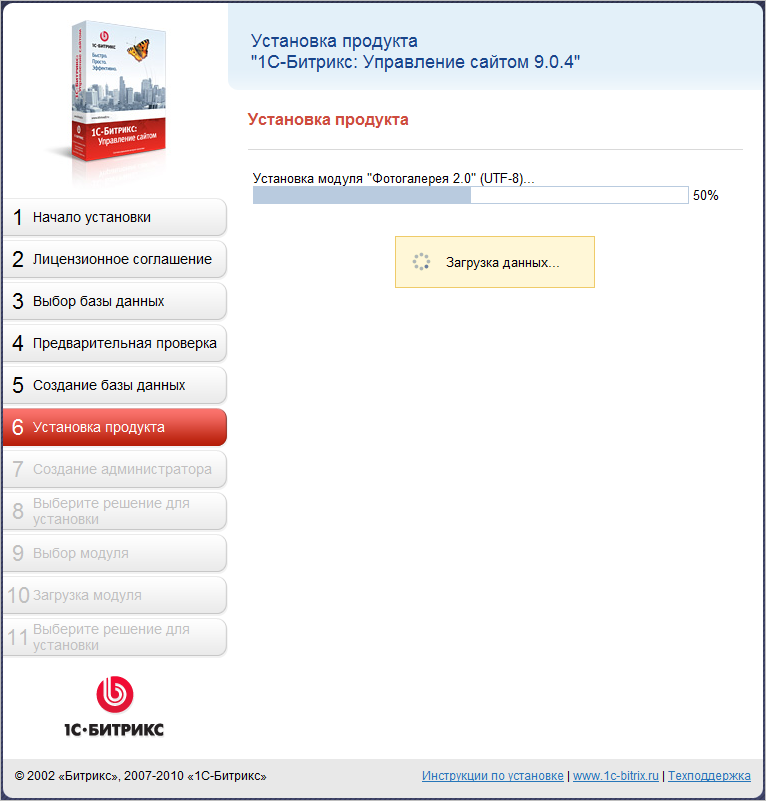 1С-БИТРИКС
Быстро.
Просто.
Эффективно.
1С-БИТРИКС:
Управление сайтом
Установка продукта
"1С-Битрикс: Управление сайтом 9.0.4"
Установка продукта
Установка модуля "Фотогалерея 2.0" (UTF-8)...
50%
Загрузка данных...
1 Начало установки
2 Лицензионное соглашение
3 Выбор базы данных
4 Предварительная проверка
5 Создание базы данных
6 Установка продукта
7 Создание администратора
8 Выберите решение для
установки
9 Выбор модуля
10 Загрузка модуля
11 Выберите решение для
установки
1С·БИТРИКС
© 2002 «Битрикс», 2007-2010 «1С-Битрикс»
Инструкции по установке | www.1c-bitrix.ru | Техподдержка